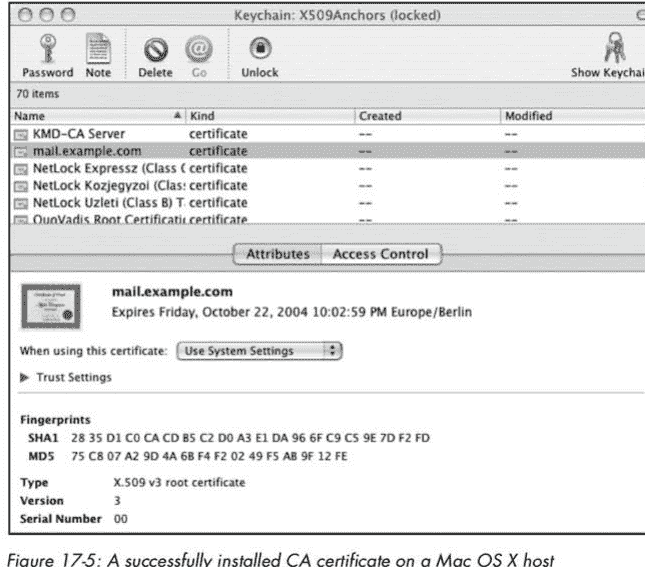 Keychain: X509Anchors (locked)
Password Note Delete Go Unlock Show Keychai
70 items
Name Kind Created Modified
KMD-CA Server certificate -- --
mail.example.com certificate -- --
NetLock Expressz (Class C certificate -- --
NetLock Kozjegyzoi (Clas: certificate -- --
NetLock Uzleti (Class B) T certificate -- --
QuoVadis Root Certificati certificate -- --
Attributes Access Control
mail.example.com
Expires Friday, October 22, 2004 10:02:59 PM Europe/Berlin
When using this certificate: Use System Settings
Trust Settings
Fingerprints
SHA1 28 35 D1 C0 CA CD B5 C2 D0 A3 E1 DA 96 6F C9 C5 9E 7D F2 FD
MD5 75 C8 07 A2 9D 4A 6B F4 F2 02 49 F5 AB 9F 12 FE
Type X.509 v3 root certificate
Version 3
Serial Number 00
Figure 17-5: A successfully installed CA certificate on a Mac OS X host